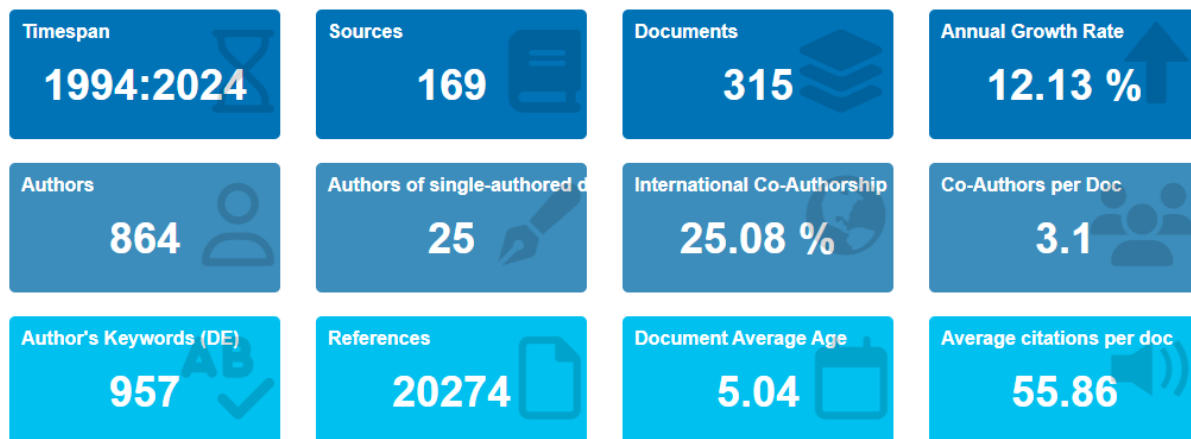 Timespan
1994:2024
Sources
169
Documents
315
Annual Growth Rate
12.13 %
Authors
864
Authors of single-authored d
25
International Co-Authorship
25.08 %
Co-Authors per Doc
3.1
Author's Keywords (DE)
957
AB
References
20274
Document Average Age
5.04
Average citations per doc
55.86